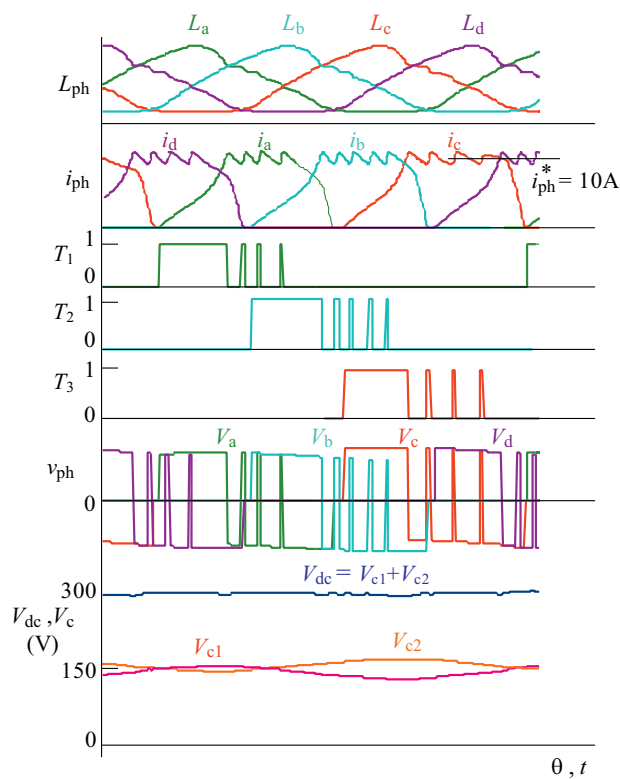 L_a L_b L_c L_d
L_ph
i_d i_a i_b i_c
i_ph
i*_ph = 10A
1
T_1
0
1
T_2
0
1
T_3
0
V_a V_b V_c V_d
v_ph
0
V_dc = V_c1+V_c2
300
V_dc ,V_c
(V)
V_c1 V_c2
150
0
θ , t